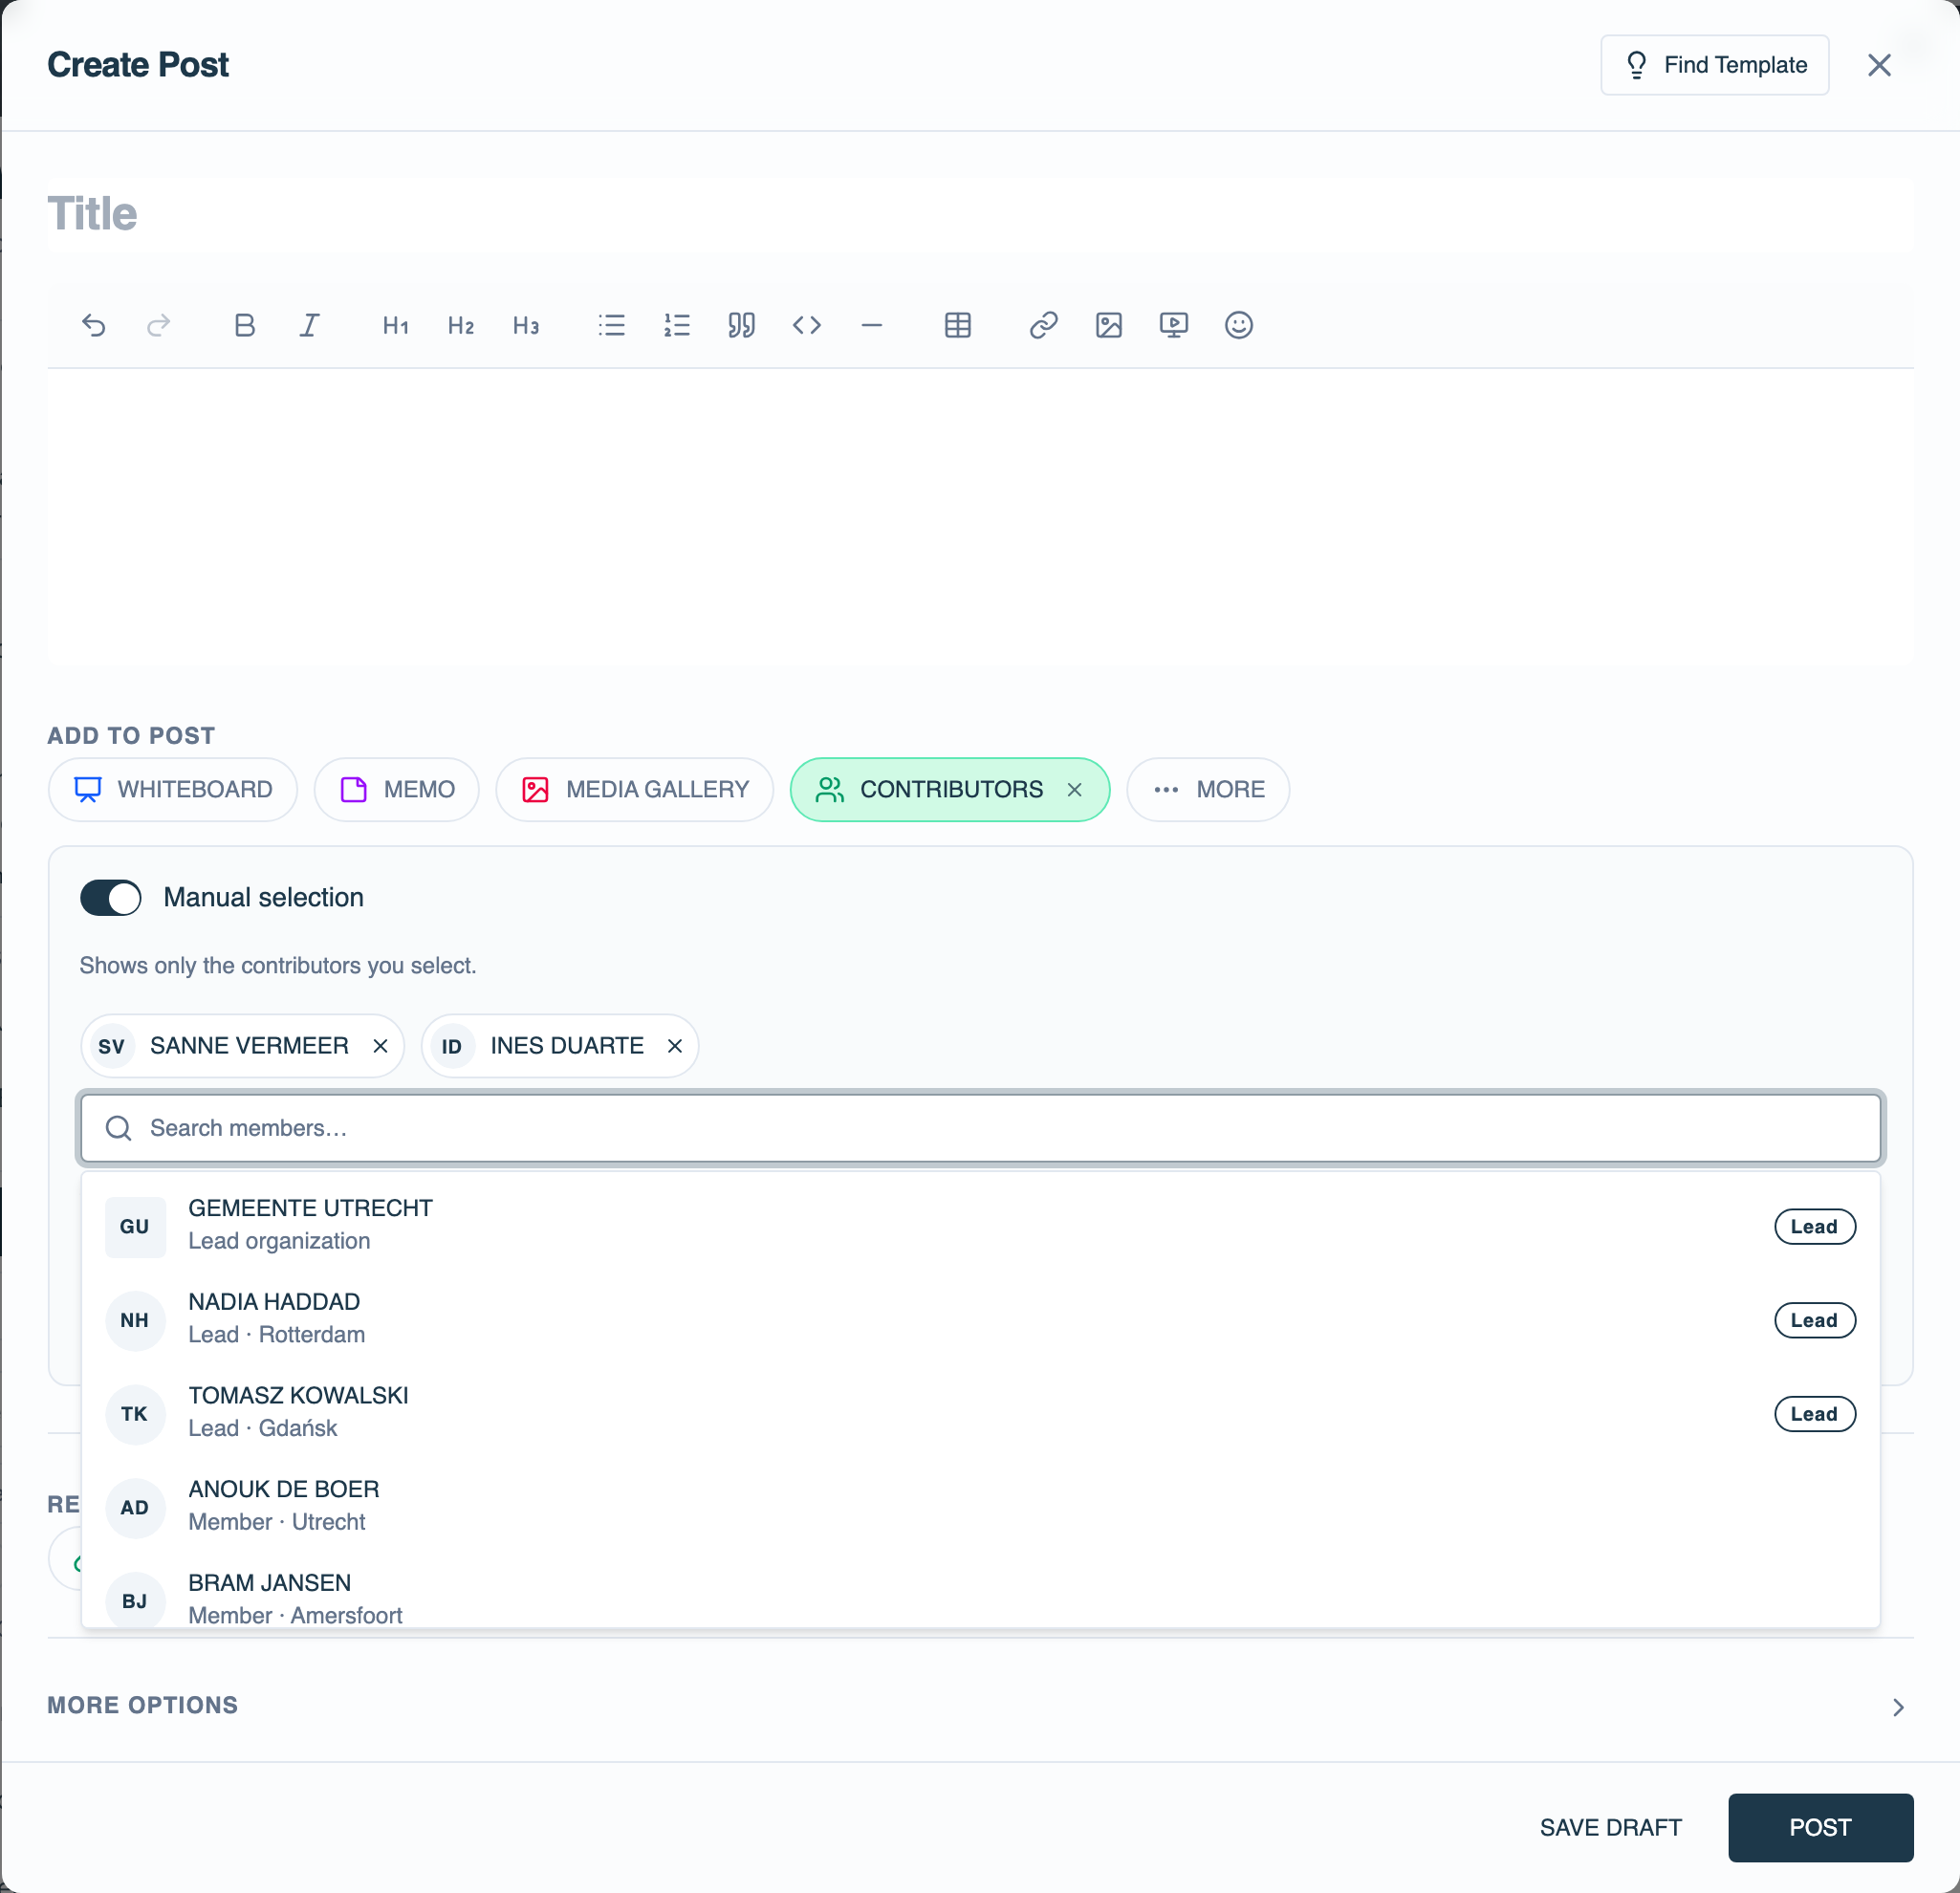 Create Post
Find Template
Title
H1 H2 H3
ADD TO POST
WHITEBOARD
MEMO
MEDIA GALLERY
CONTRIBUTORS
MORE
Manual selection
Shows only the contributors you select.
SV SANNE VERMEER
ID INES DUARTE
Search members…
GU
GEMEENTE UTRECHT
Lead organization
Lead
NH
NADIA HADDAD
Lead · Rotterdam
Lead
TK
TOMASZ KOWALSKI
Lead · Gdańsk
Lead
AD
ANOUK DE BOER
Member · Utrecht
BJ
BRAM JANSEN
Member · Amersfoort
MORE OPTIONS
SAVE DRAFT
POST